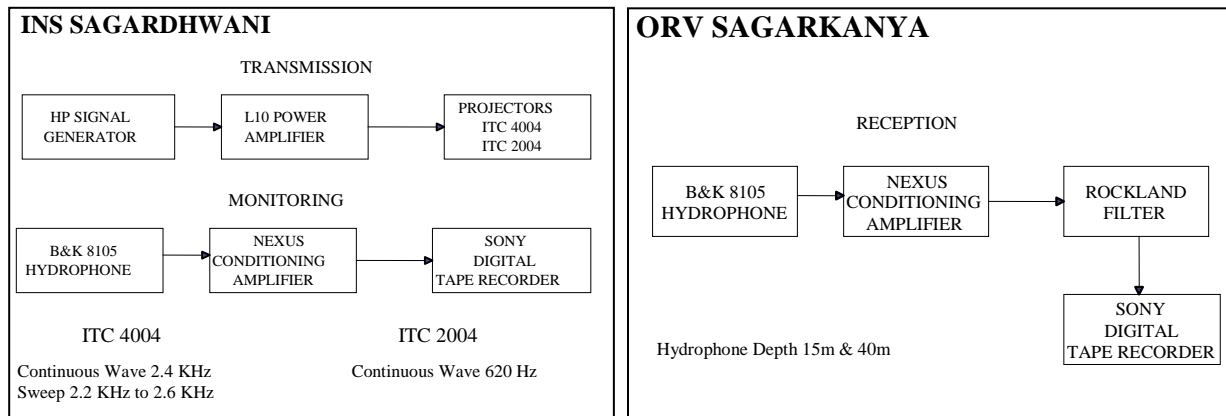 INS SAGARDHWANI
TRANSMISSION
HP SIGNAL
GENERATOR
L10 POWER
AMPLIFIER
PROJECTORS
ITC 4004
ITC 2004
MONITORING
B&K 8105
HYDROPHONE
NEXUS
CONDITIONING
AMPLIFIER
SONY
DIGITAL
TAPE RECORDER
ITC 4004
Continuous Wave 2.4 KHz
Sweep 2.2 KHz to 2.6 KHz
ITC 2004
Continuous Wave 620 Hz
ORV SAGARKANYA
RECEPTION
B&K 8105
HYDROPHONE
NEXUS
CONDITIONING
AMPLIFIER
ROCKLAND
FILTER
SONY
DIGITAL
TAPE RECORDER
Hydrophone Depth 15m & 40m